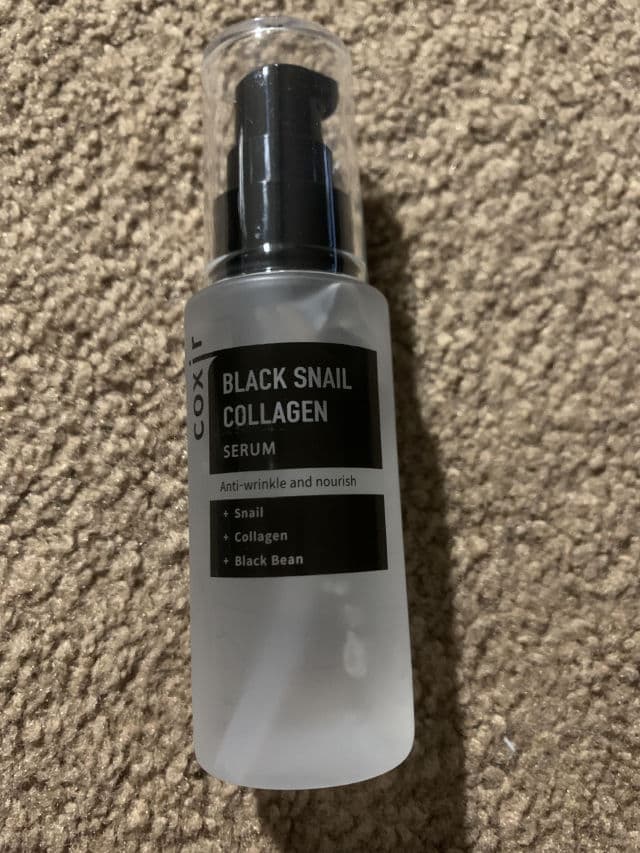 coxir
BLACK SNAIL
COLLAGEN
SERUM
Anti-wrinkle and nourish
+ Snail
+ Collagen
+ Black Bean